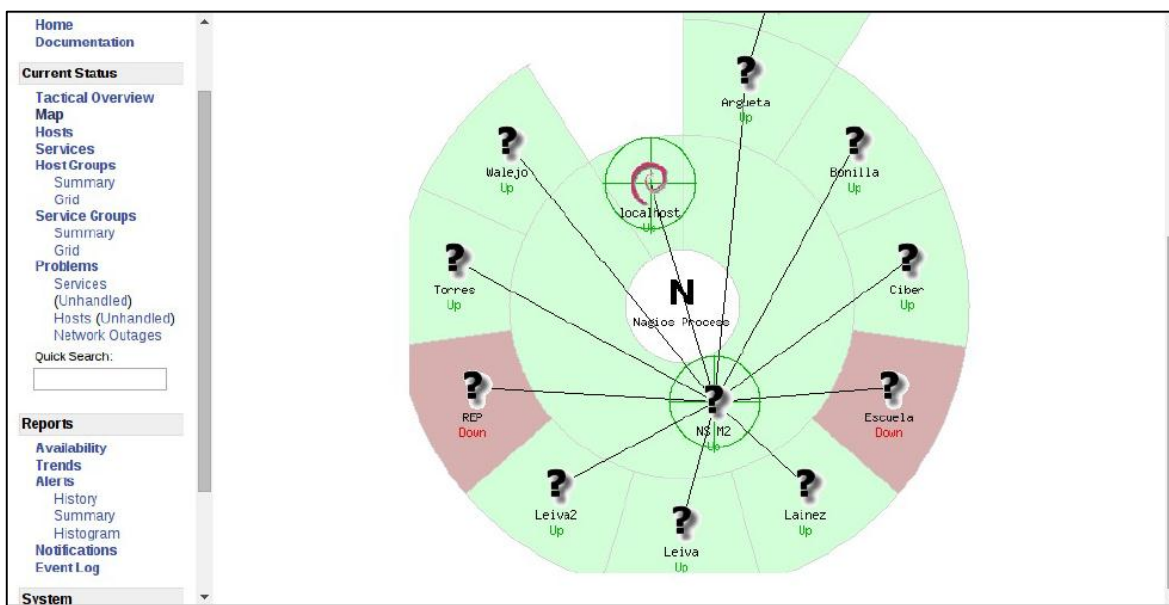 Home
Documentation
Current Status
Tactical Overview
Map
Hosts
Services
Host Groups
Summary
Grid
Service Groups
Summary
Grid
Problems
Services
(Unhandled)
Hosts (Unhandled)
Network Outages
Quick Search:
Reports
Availability
Trends
Alerts
History
Summary
Histogram
Notifications
Event Log
System
?
Argueta
Up
?
Walejo
Up
localhost
Up
?
Bonilla
Up
?
Torres
Up
N
Nagios Process
?
Ciber
Up
?
REP
Down
?
NS M2
Up
?
Escuela
Down
?
Leiva2
Up
?
Leiva
Up
?
Lainez
Up